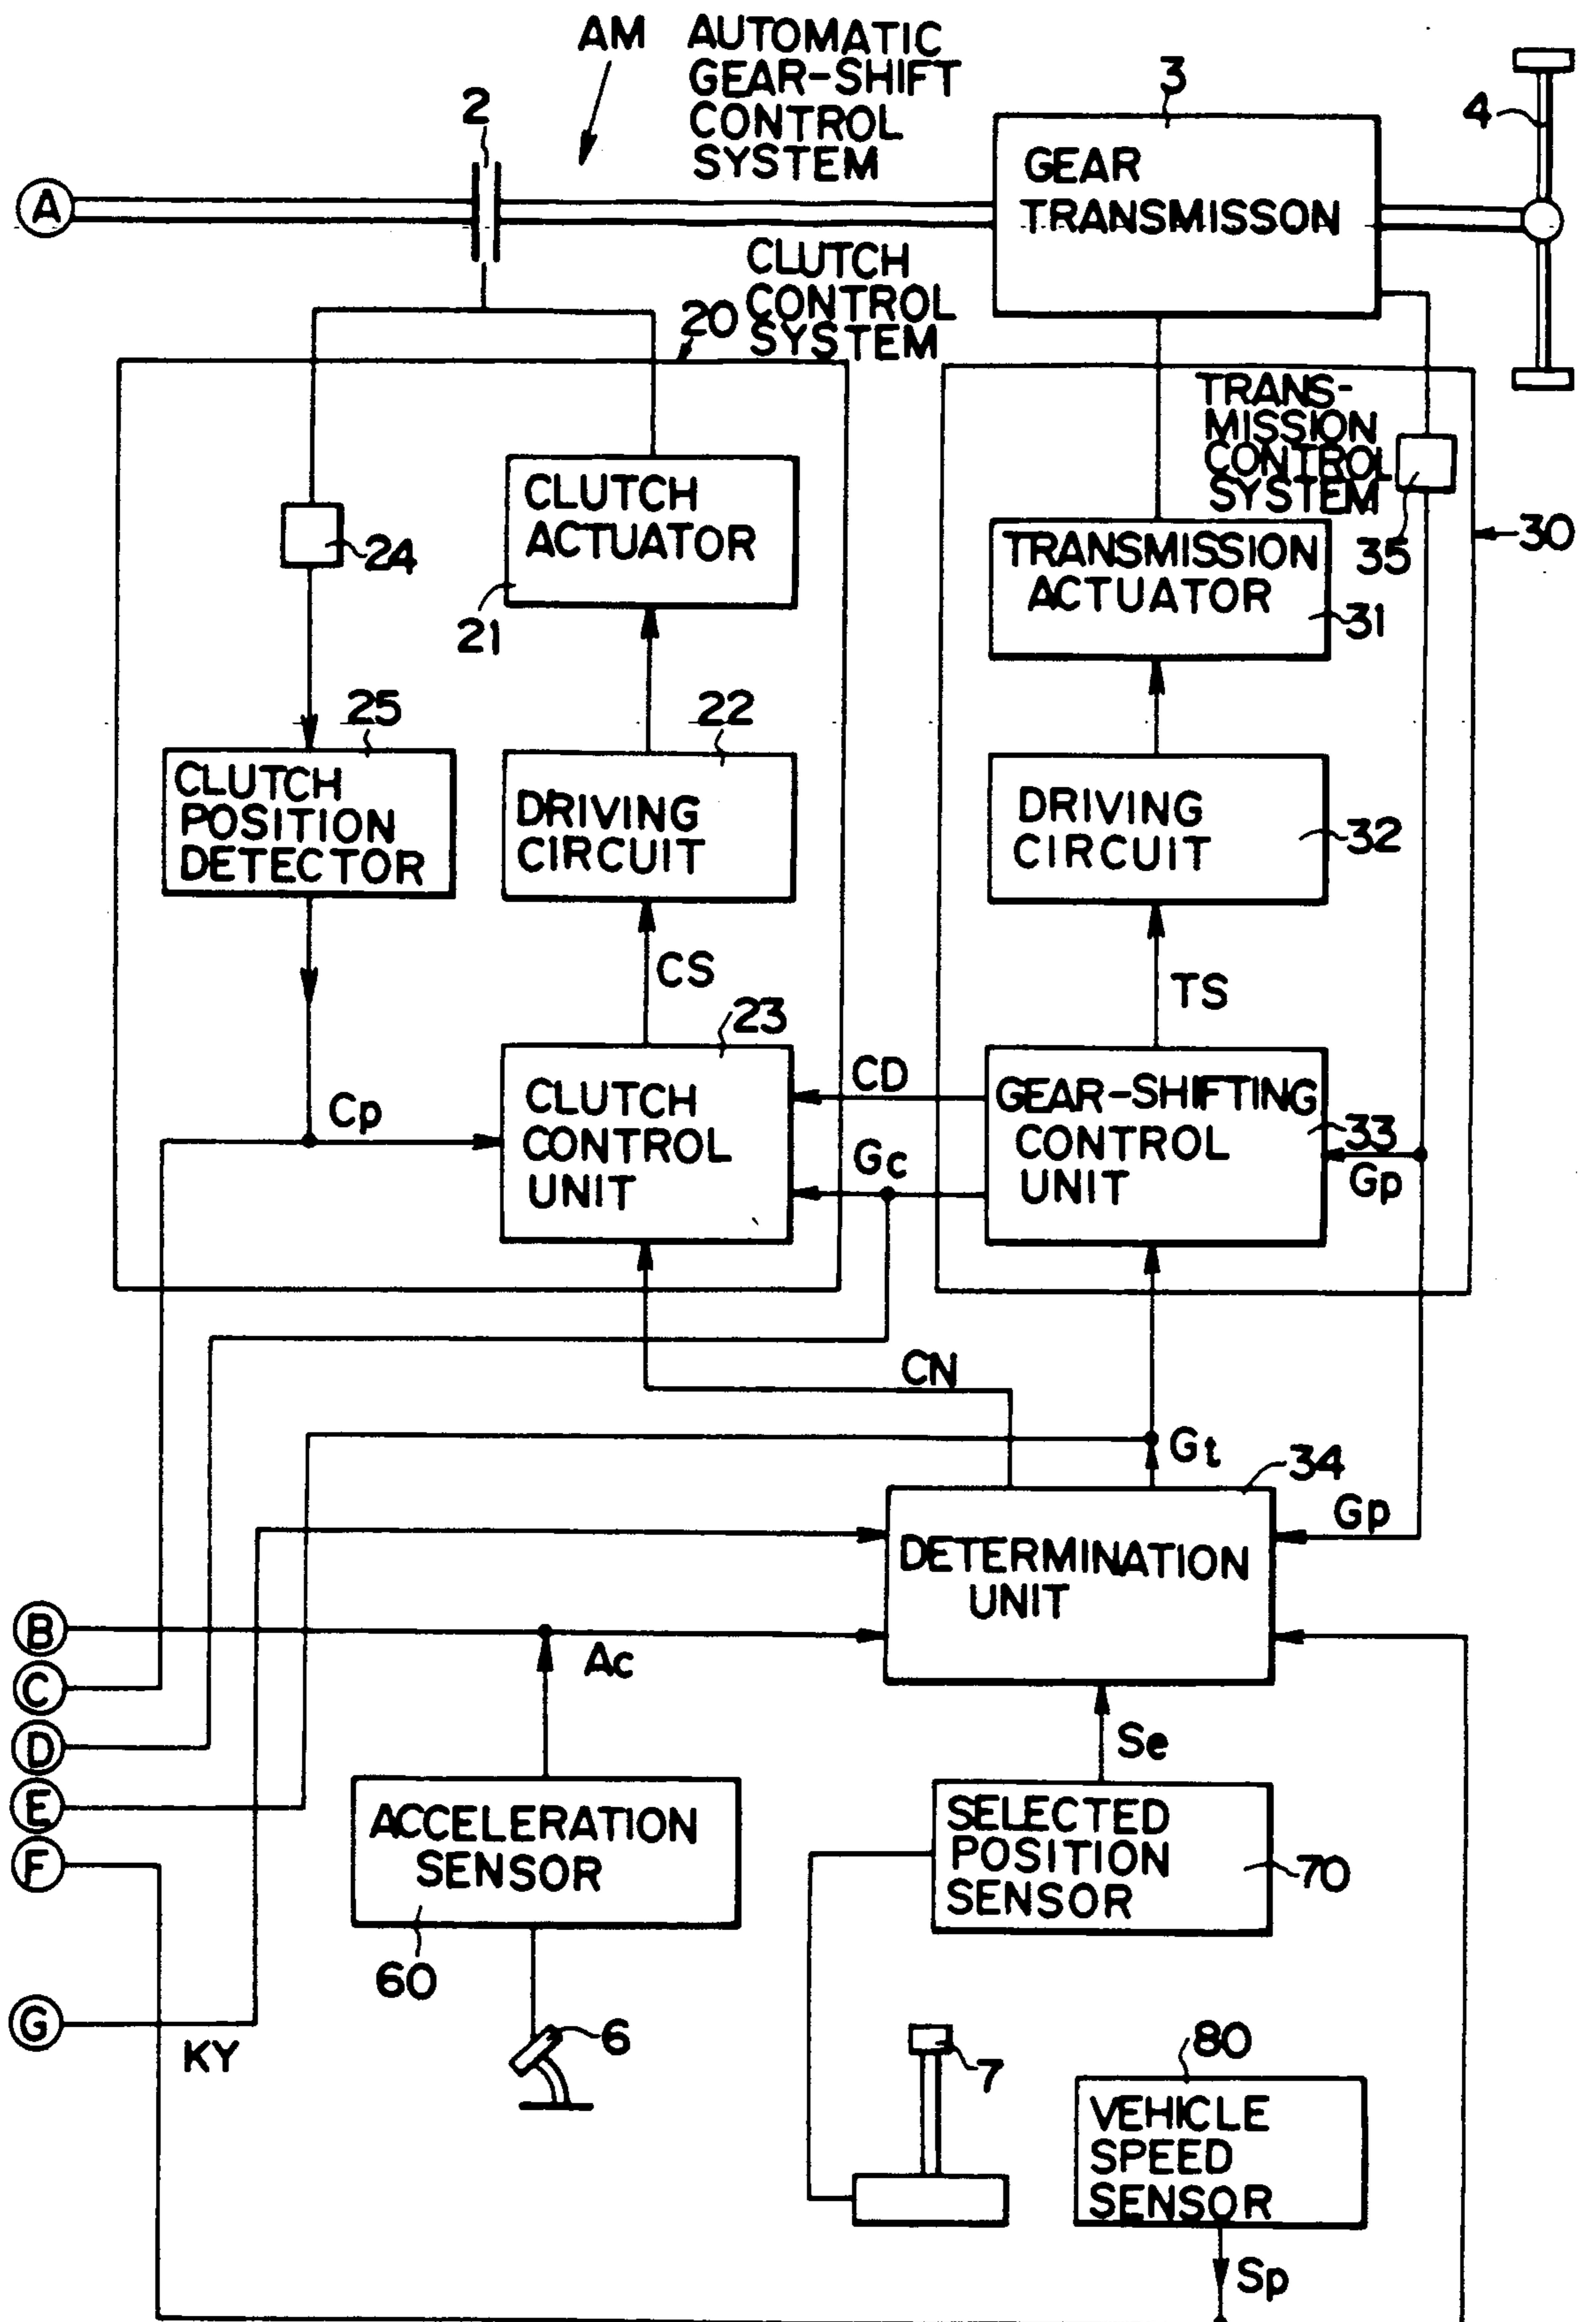 AM AUTOMATIC
GEAR-SHIFT
CONTROL
SYSTEM
2
3
4
A
GEAR
TRANSMISSON
CLUTCH
CONTROL
SYSTEM
20
TRANS-
MISSION
CONTROL
SYSTEM
35
30
CLUTCH
ACTUATOR
21
24
TRANSMISSION
ACTUATOR
31
25
CLUTCH
POSITION
DETECTOR
22
DRIVING
CIRCUIT
DRIVING
CIRCUIT
32
CS
TS
23
CLUTCH
CONTROL
UNIT
Cp
CD
Gc
GEAR-SHIFTING
CONTROL
UNIT
33
Gp
CN
Gt
34
Gp
DETERMINATION
UNIT
B
C
D
E
F
G
Ac
Se
ACCELERATION
SENSOR
60
SELECTED
POSITION
SENSOR
70
KY
6
7
80
VEHICLE
SPEED
SENSOR
Sp